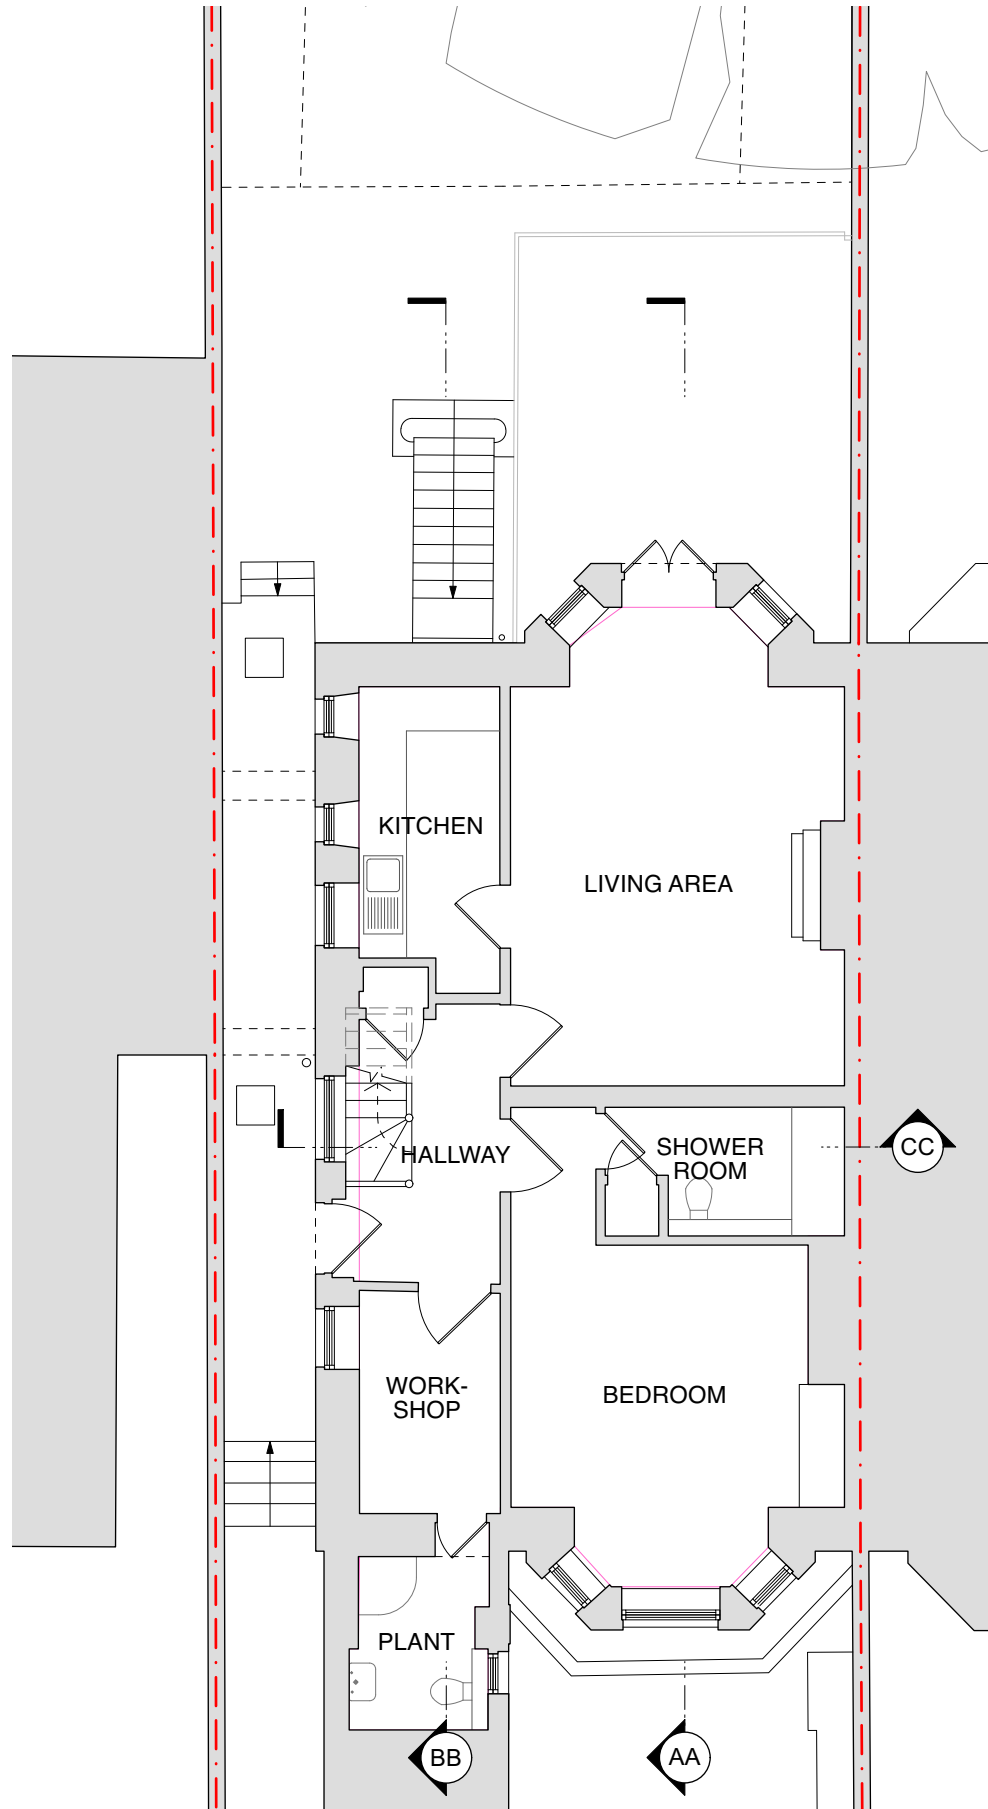 KITCHEN
LIVING AREA
HALLWAY
SHOWER
ROOM
CC
WORK-
SHOP
BEDROOM
PLANT
BB
AA